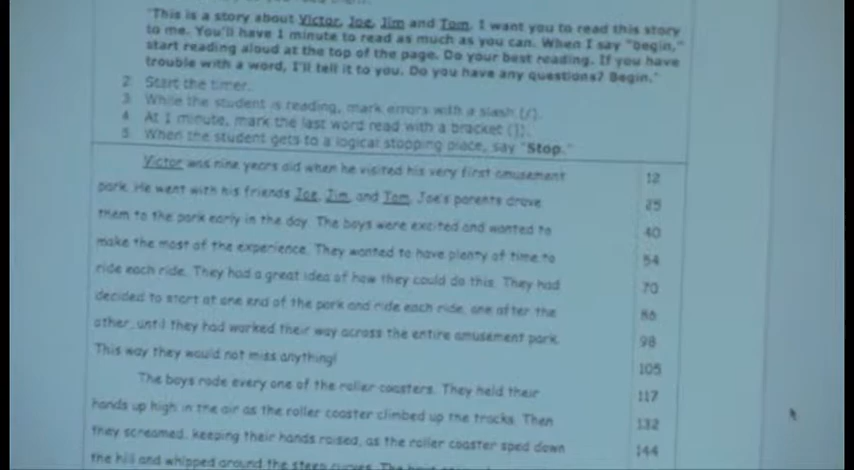 "This is a story about Victor, Joe, Jim and Tom. I want you to read this story
to me. You'll have 1 minute to read as much as you can. When I say "begin,"
start reading aloud at the top of the page. Do your best reading. If you have
trouble with a word, I'll tell it to you. Do you have any questions? Begin."
2 Start the timer.
3 While the student is reading, mark errors with a slash (/).
4 At 1 minute, mark the last word read with a bracket (]).
5 When the student gets to a logical stopping place, say "Stop."
Victor was nine years old when he visited his very first amusement 12
park. He went with his friends Joe, Jim, and Tom. Joe's parents drove 25
them to the park early in the day. The boys were excited and wanted to 40
make the most of the experience. They wanted to have plenty of time to 54
ride each ride. They had a great idea of how they could do this. They had 70
decided to start at one end of the park and ride each ride, one after the 86
other, until they had worked their way across the entire amusement park. 98
This way they would not miss anything! 105
The boys rode every one of the roller coasters. They held their 117
hands up high in the air as the roller coaster climbed up the tracks. Then 132
they screamed, keeping their hands raised, as the roller coaster sped down 144
the hill and whipped around the steep curves. The